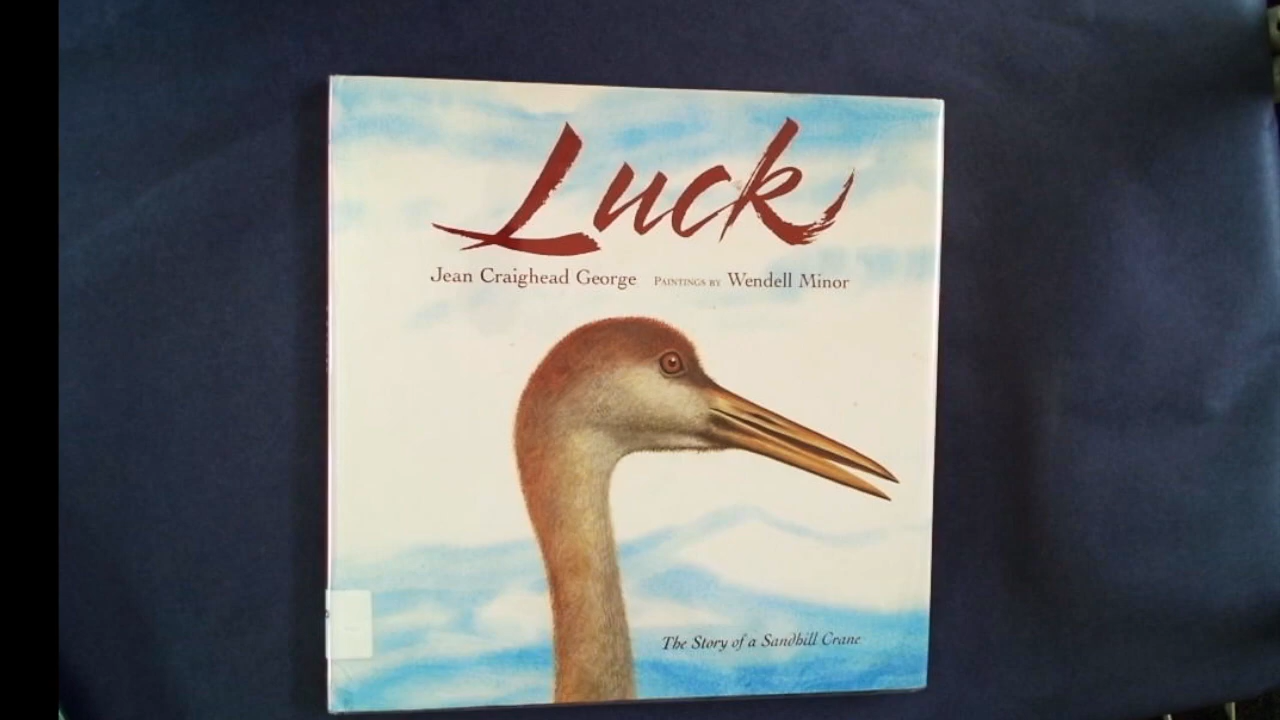 Luck
Jean Craighead George Paintings by Wendell Minor
The Story of a Sandhill Crane